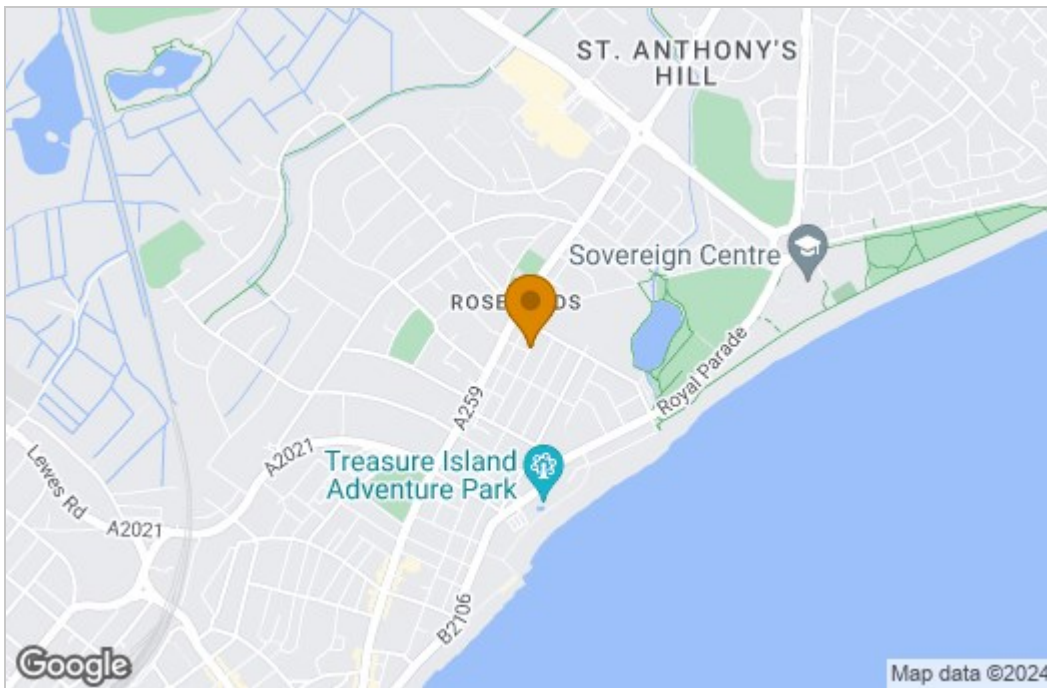 ST. ANTHONY'S
HILL
Sovereign Centre
A259
Royal Parade
Treasure Island
Adventure Park
A2021
Lewes Rd
A2021
B2106
Google
Map data ©2024